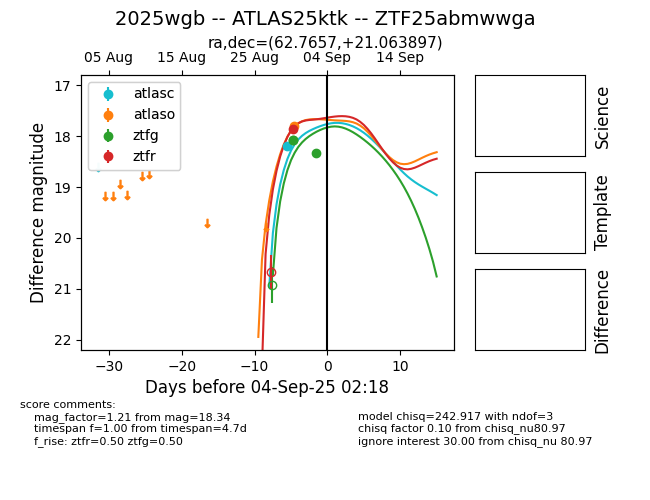 2025wgb -- ATLAS25ktk -- ZTF25abmwwga
ra,dec=(62.7657,+21.063897)
05 Aug 15 Aug 25 Aug 04 Sep 14 Sep
atlasc
atlaso
ztfg
ztfr
17
18
19
20
21
22
Difference magnitude
−30 −20 −10 0 10
Days before 04-Sep-25 02:18
Science
Template
Difference
score comments:
mag_factor=1.21 from mag=18.34
timespan f=1.00 from timespan=4.7d
f_rise: ztfr=0.50 ztfg=0.50
model chisq=242.917 with ndof=3
chisq factor 0.10 from chisq_nu80.97
ignore interest 30.00 from chisq_nu 80.97